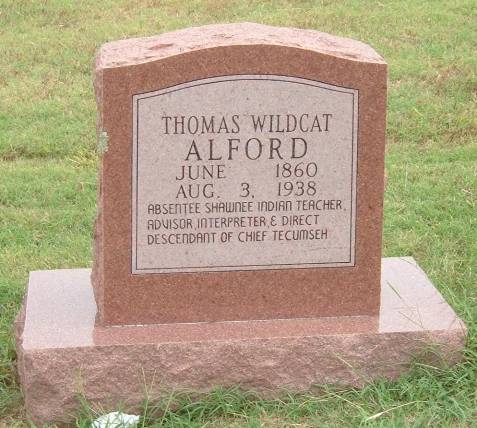 THOMAS WILDCAT
ALFORD
JUNE 1860
AUG. 3, 1938
ABSENTEE SHAWNEE INDIAN TEACHER,
ADVISOR, INTERPRETER, & DIRECT
DESCENDANT OF CHIEF TECUMSEH